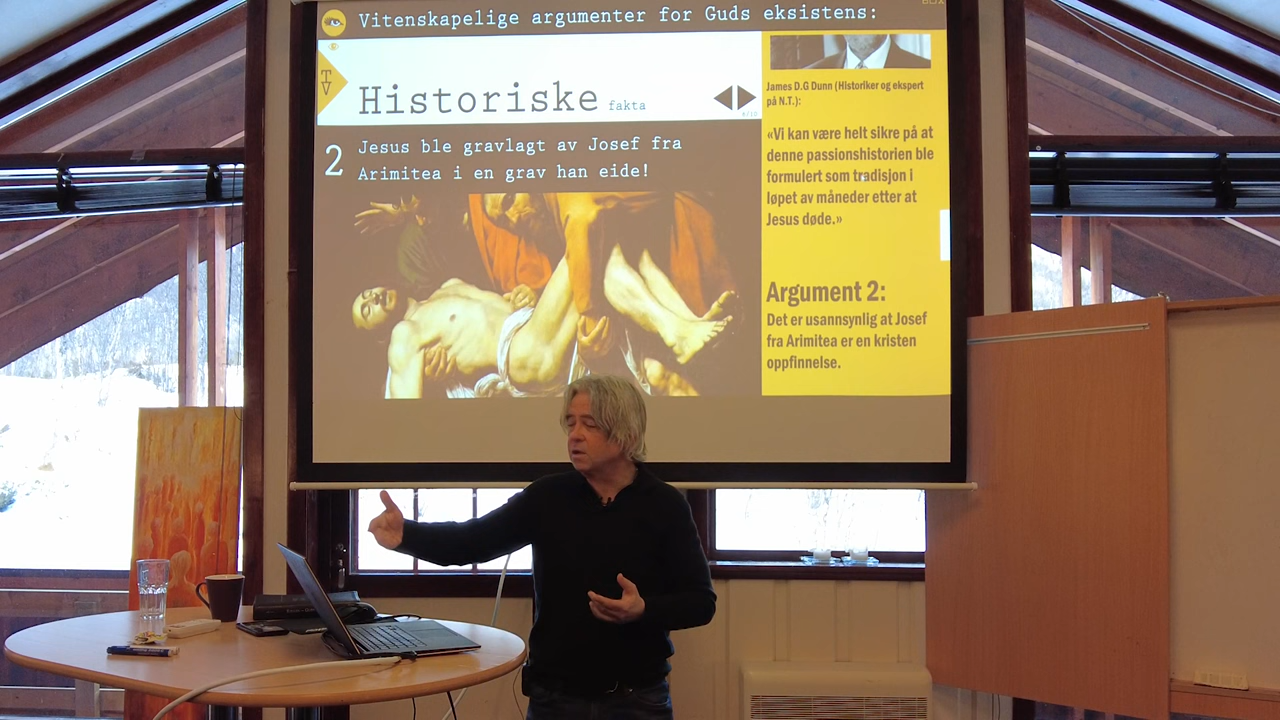 Vitenskapelige argumenter for Guds eksistens:
TV
Historiske fakta
2
Jesus ble gravlagt av Josef fra
Arimitea i en grav han eide!
James D.G Dunn (Historiker og ekspert
på N.T.):
«Vi kan være helt sikre på at
denne passionshistorien ble
formulert som tradisjon i
løpet av måneder etter at
Jesus døde.»
Argument 2:
Det er usannsynlig at Josef
fra Arimitea er en kristen
oppfinnelse.